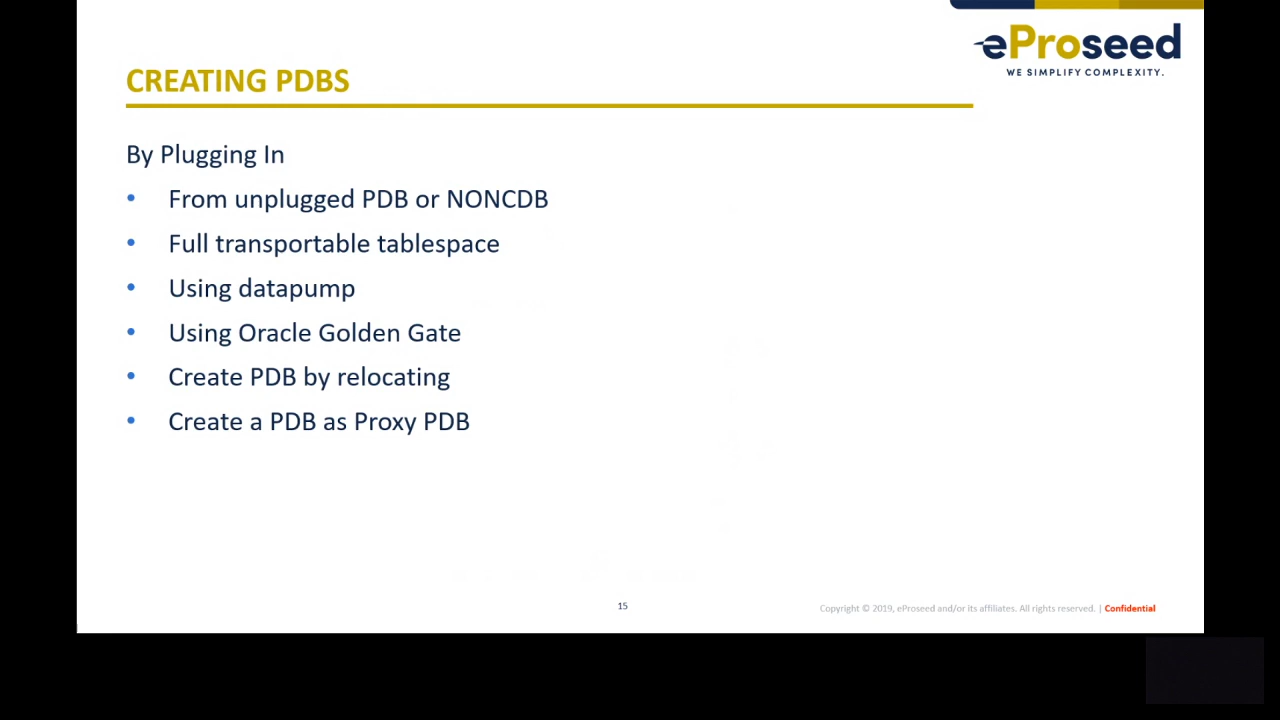 eProseed
WE SIMPLIFY COMPLEXITY.
CREATING PDBS
By Plugging In
• From unplugged PDB or NONCDB
• Full transportable tablespace
• Using datapump
• Using Oracle Golden Gate
• Create PDB by relocating
• Create a PDB as Proxy PDB
15
Copyright © 2019, eProseed and/or its affiliates. All rights reserved. | Confidential